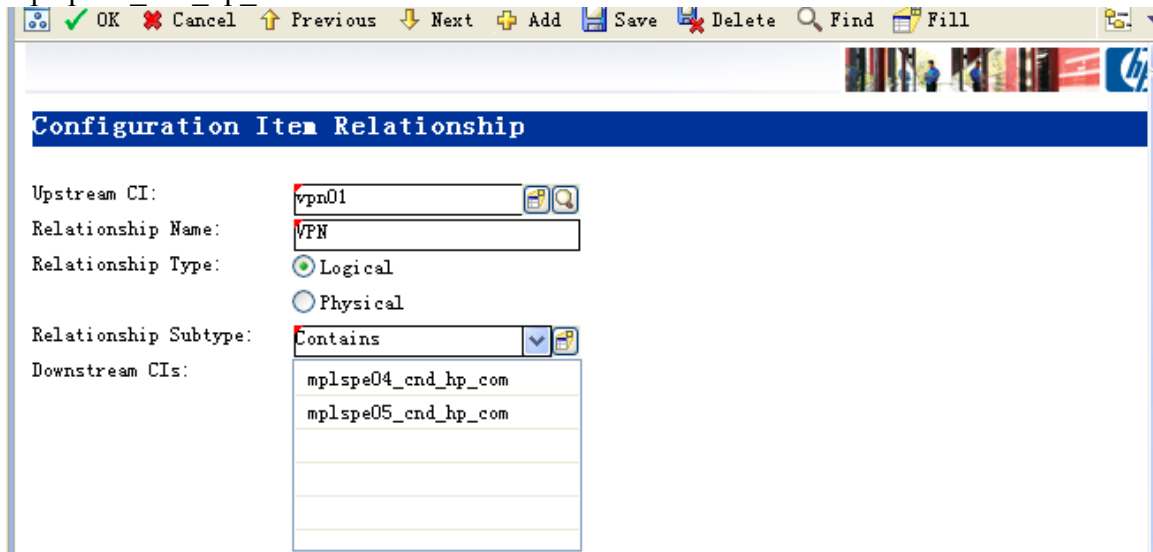 OK Cancel Previous Next Add Save Delete Find Fill
hp
Configuration Item Relationship
Upstream CI: vpn01
Relationship Name: VPN
Relationship Type: Logical
Physical
Relationship Subtype: Contains
Downstream CIs: mplspe04_cnd_hp_com
mplspe05_cnd_hp_com